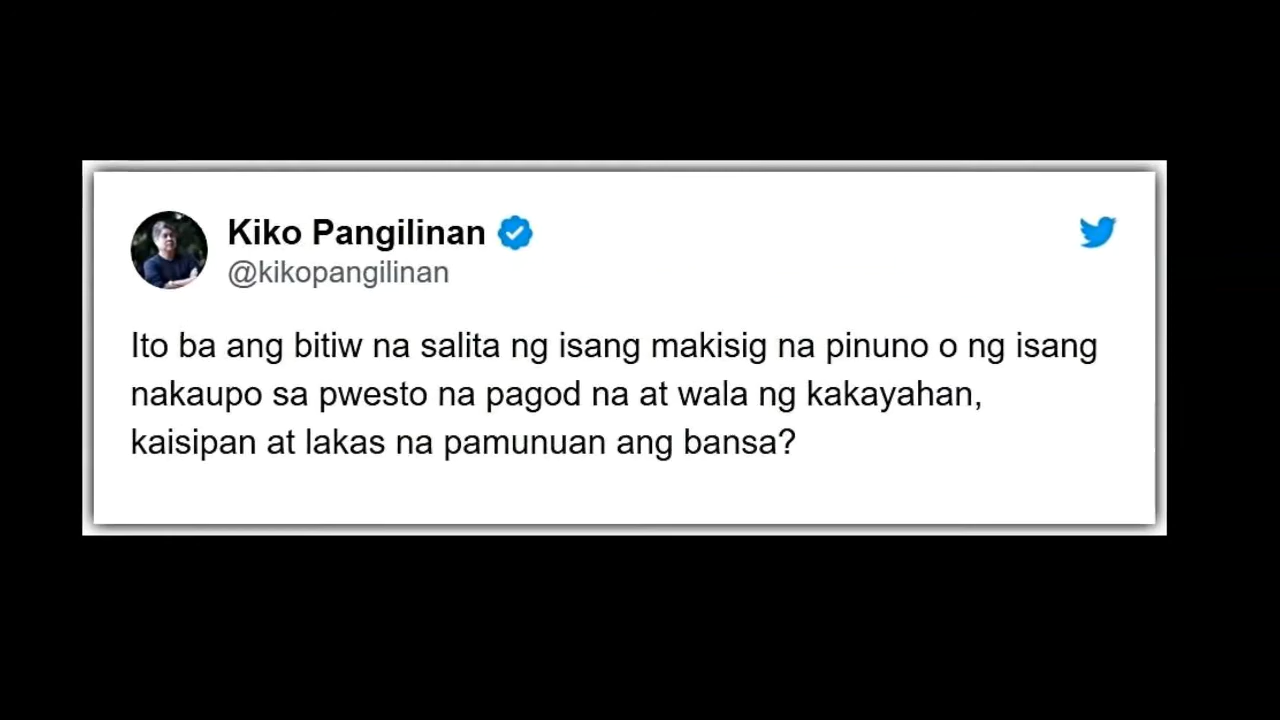 Kiko Pangilinan
@kikopangilinan
Ito ba ang bitiw na salita ng isang makisig na pinuno o ng isang
nakaupo sa pwesto na pagod na at wala ng kakayahan,
kaisipan at lakas na pamunuan ang bansa?